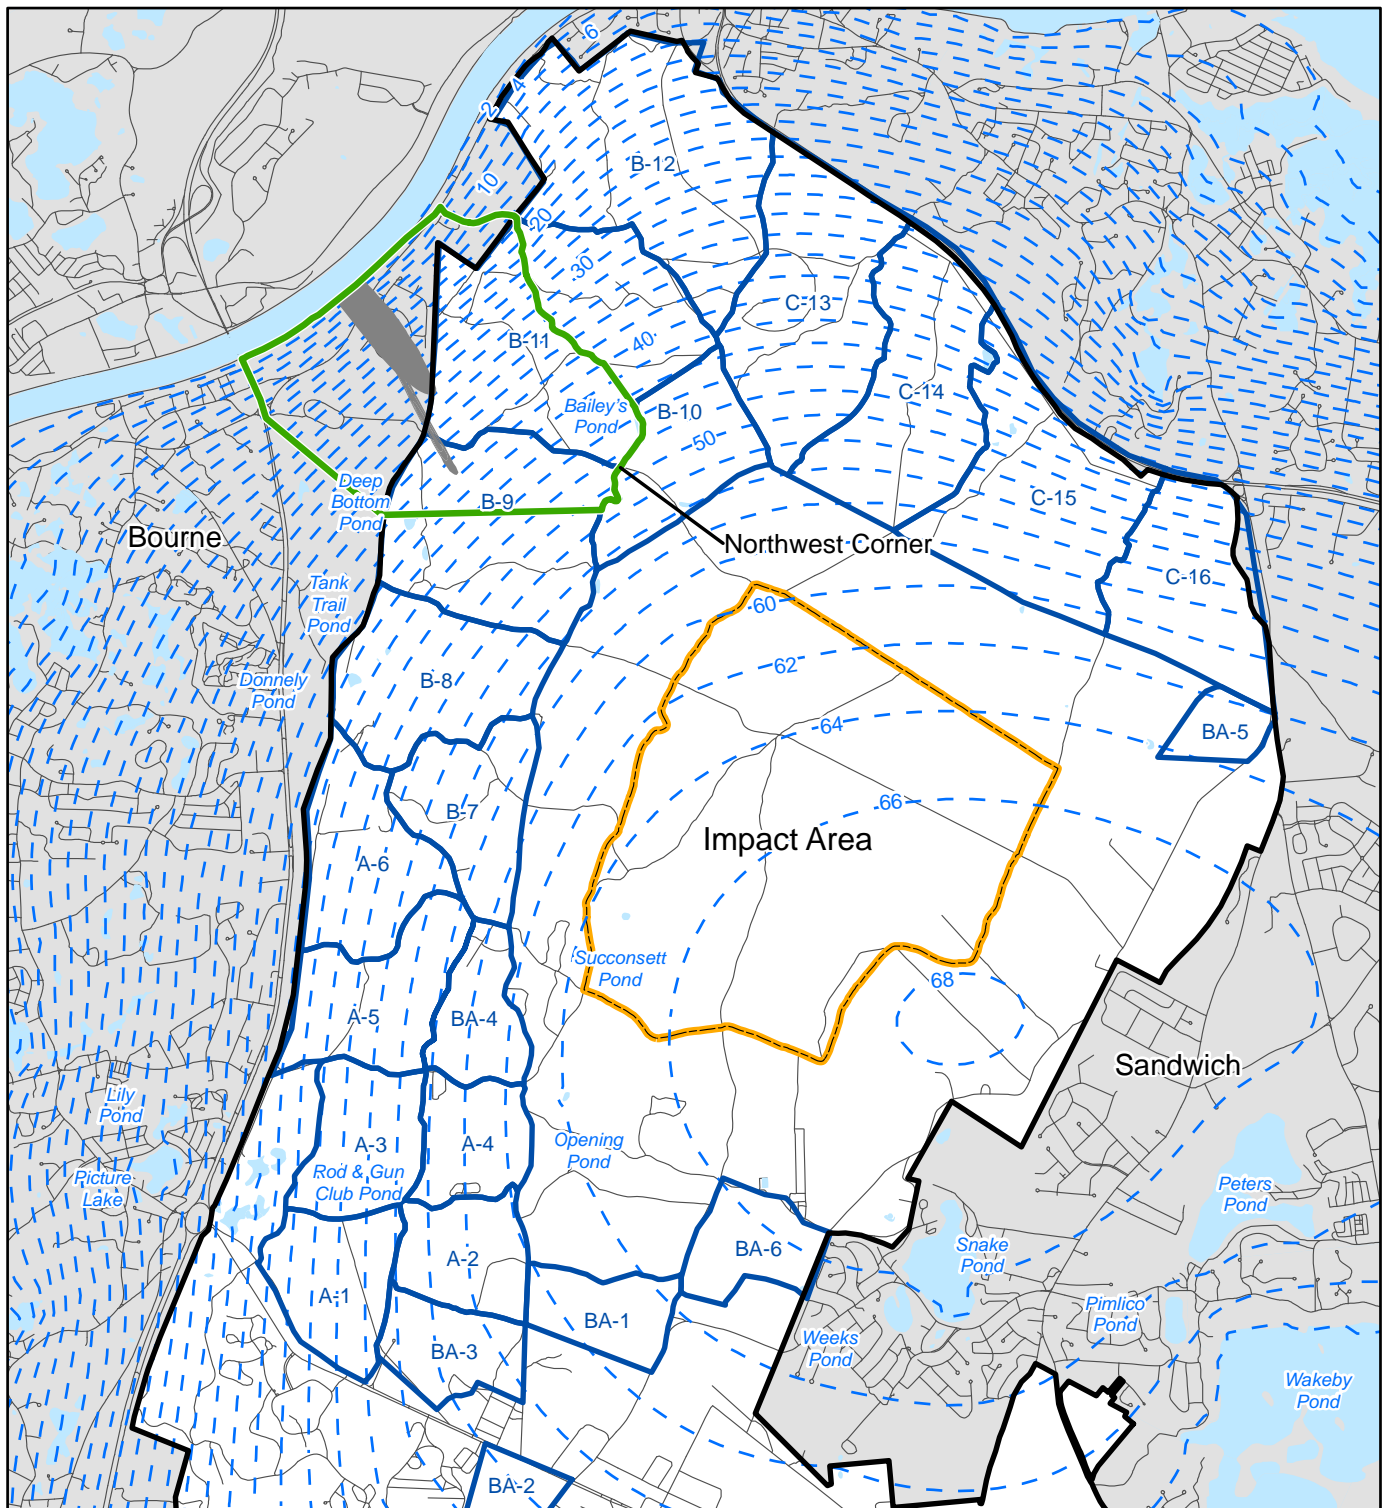 6
4
2
B-12
10
20
30
C-13
B-11
40
C-14
Bailey's
Pond
B-10
50
Deep
Bottom
Pond
B-9
C-15
Bourne
Northwest Corner
Tank
Trail
Pond
C-16
60
62
Donnely
Pond
B-8
64
BA-5
66
B-7
Impact Area
A-6
Succonsett
Pond
68
A-5
BA-4
Sandwich
Lily
Pond
A-3
A-4
Opening
Pond
Rod & Gun
Club Pond
Picture
Lake
Peters
Pond
A-2
BA-6
Snake
Pond
A-1
BA-1
Pimlico
Pond
BA-3
Weeks
Pond
Wakeby
Pond
BA-2